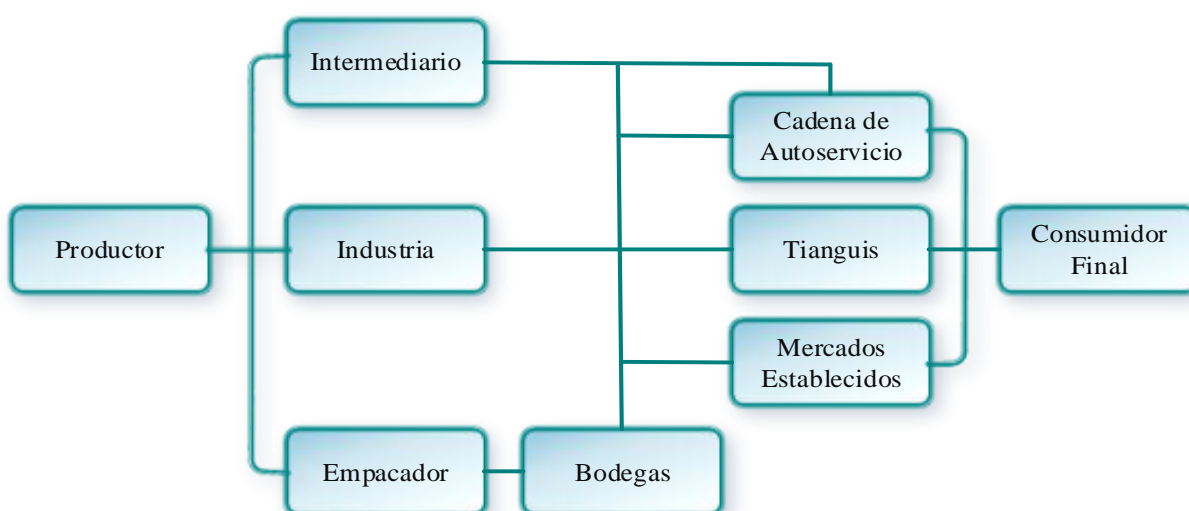 Intermediario
Cadena de
Autoservicio
Productor
Industria
Tianguis
Consumidor
Final
Mercados
Establecidos
Empacador
Bodegas